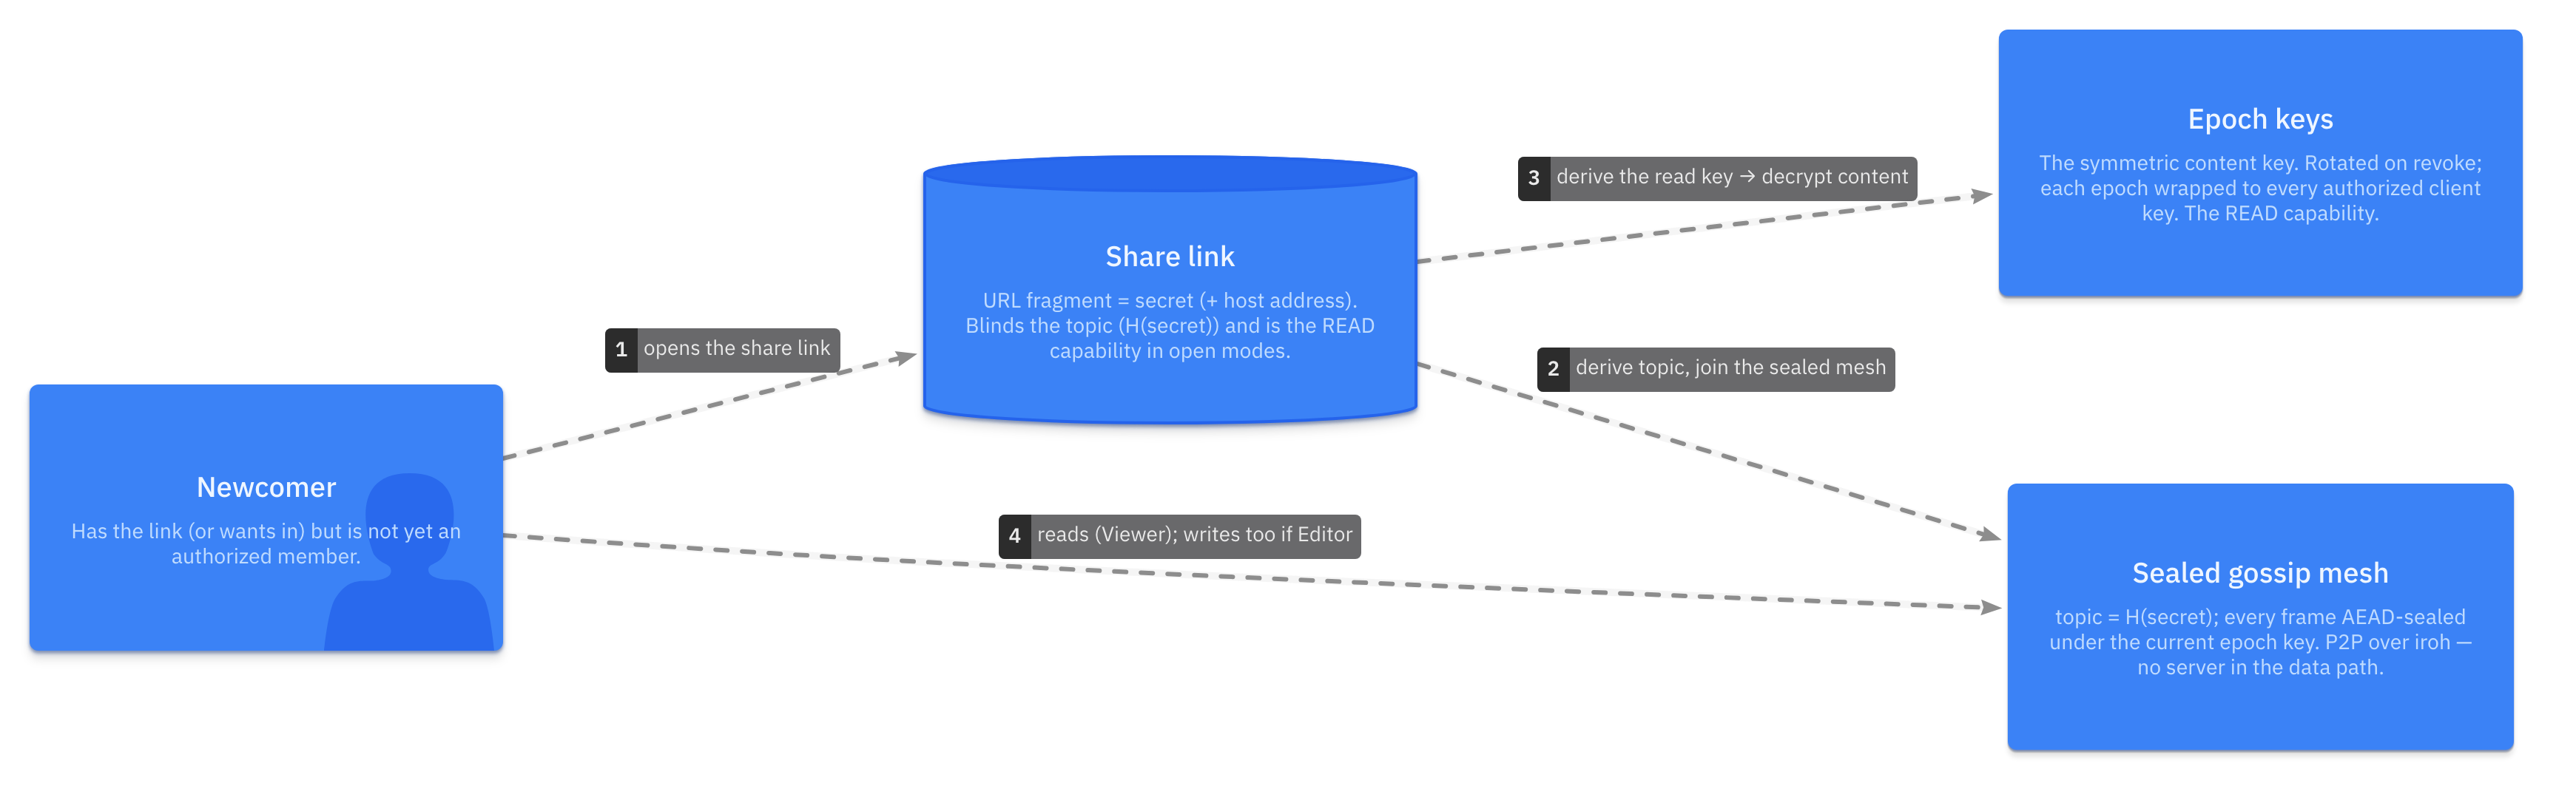 Epoch keys
The symmetric content key. Rotated on revoke;
each epoch wrapped to every authorized client
key. The READ capability.
3 derive the read key → decrypt content
Share link
URL fragment = secret (+ host address).
Blinds the topic (H(secret)) and is the READ
capability in open modes.
1 opens the share link
2 derive topic, join the sealed mesh
Newcomer
Has the link (or wants in) but is not yet an
authorized member.
4 reads (Viewer); writes too if Editor
Sealed gossip mesh
topic = H(secret); every frame AEAD-sealed
under the current epoch key. P2P over iroh —
no server in the data path.